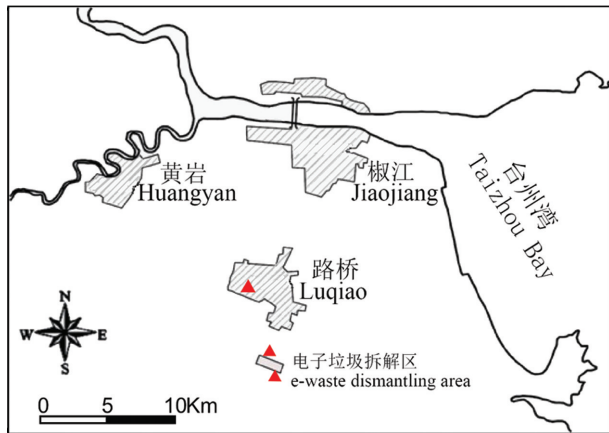 黄岩
Huangyan
椒江
Jiaojiang
台州湾
Taizhou Bay
路桥
Luqiao
N
W E
S
电子垃圾拆解区
e-waste dismantling area
0 5 10Km